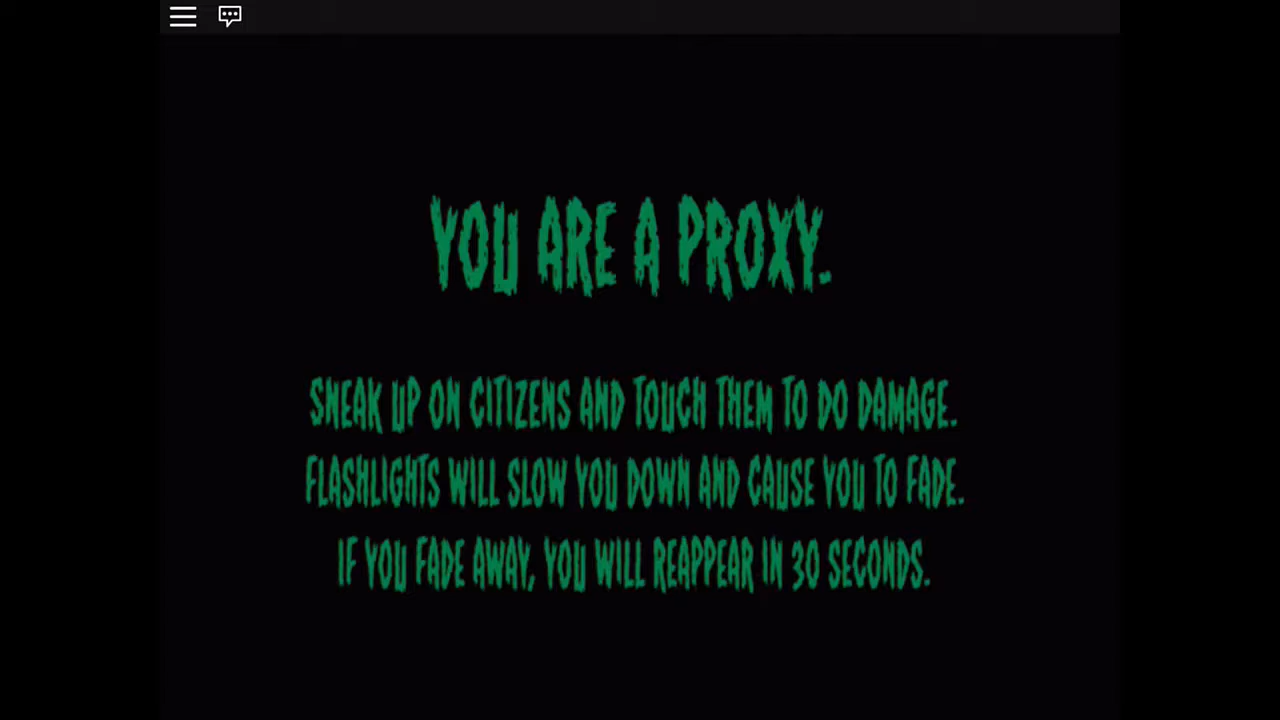 YOU ARE A PROXY.
SNEAK UP ON CITIZENS AND TOUCH THEM TO DO DAMAGE.
FLASHLIGHTS WILL SLOW YOU DOWN AND CAUSE YOU TO FADE.
IF YOU FADE AWAY, YOU WILL REAPPEAR IN 30 SECONDS.